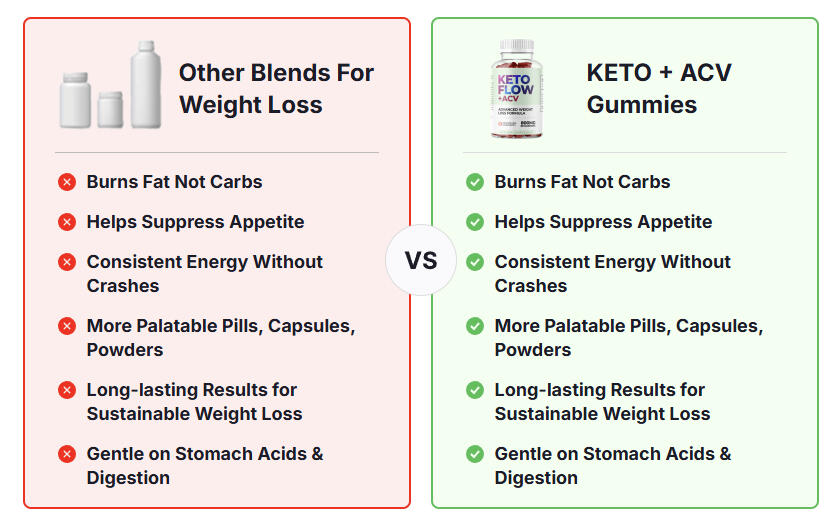 Other Blends For
Weight Loss
Burns Fat Not Carbs
Helps Suppress Appetite
Consistent Energy Without
Crashes
More Palatable Pills, Capsules,
Powders
Long-lasting Results for
Sustainable Weight Loss
Gentle on Stomach Acids &
Digestion
VS
KETO
FLOW
+ACV
ADVANCED WEIGHT
LOSS FORMULA
KETO + ACV
Gummies
Burns Fat Not Carbs
Helps Suppress Appetite
Consistent Energy Without
Crashes
More Palatable Pills, Capsules,
Powders
Long-lasting Results for
Sustainable Weight Loss
Gentle on Stomach Acids &
Digestion